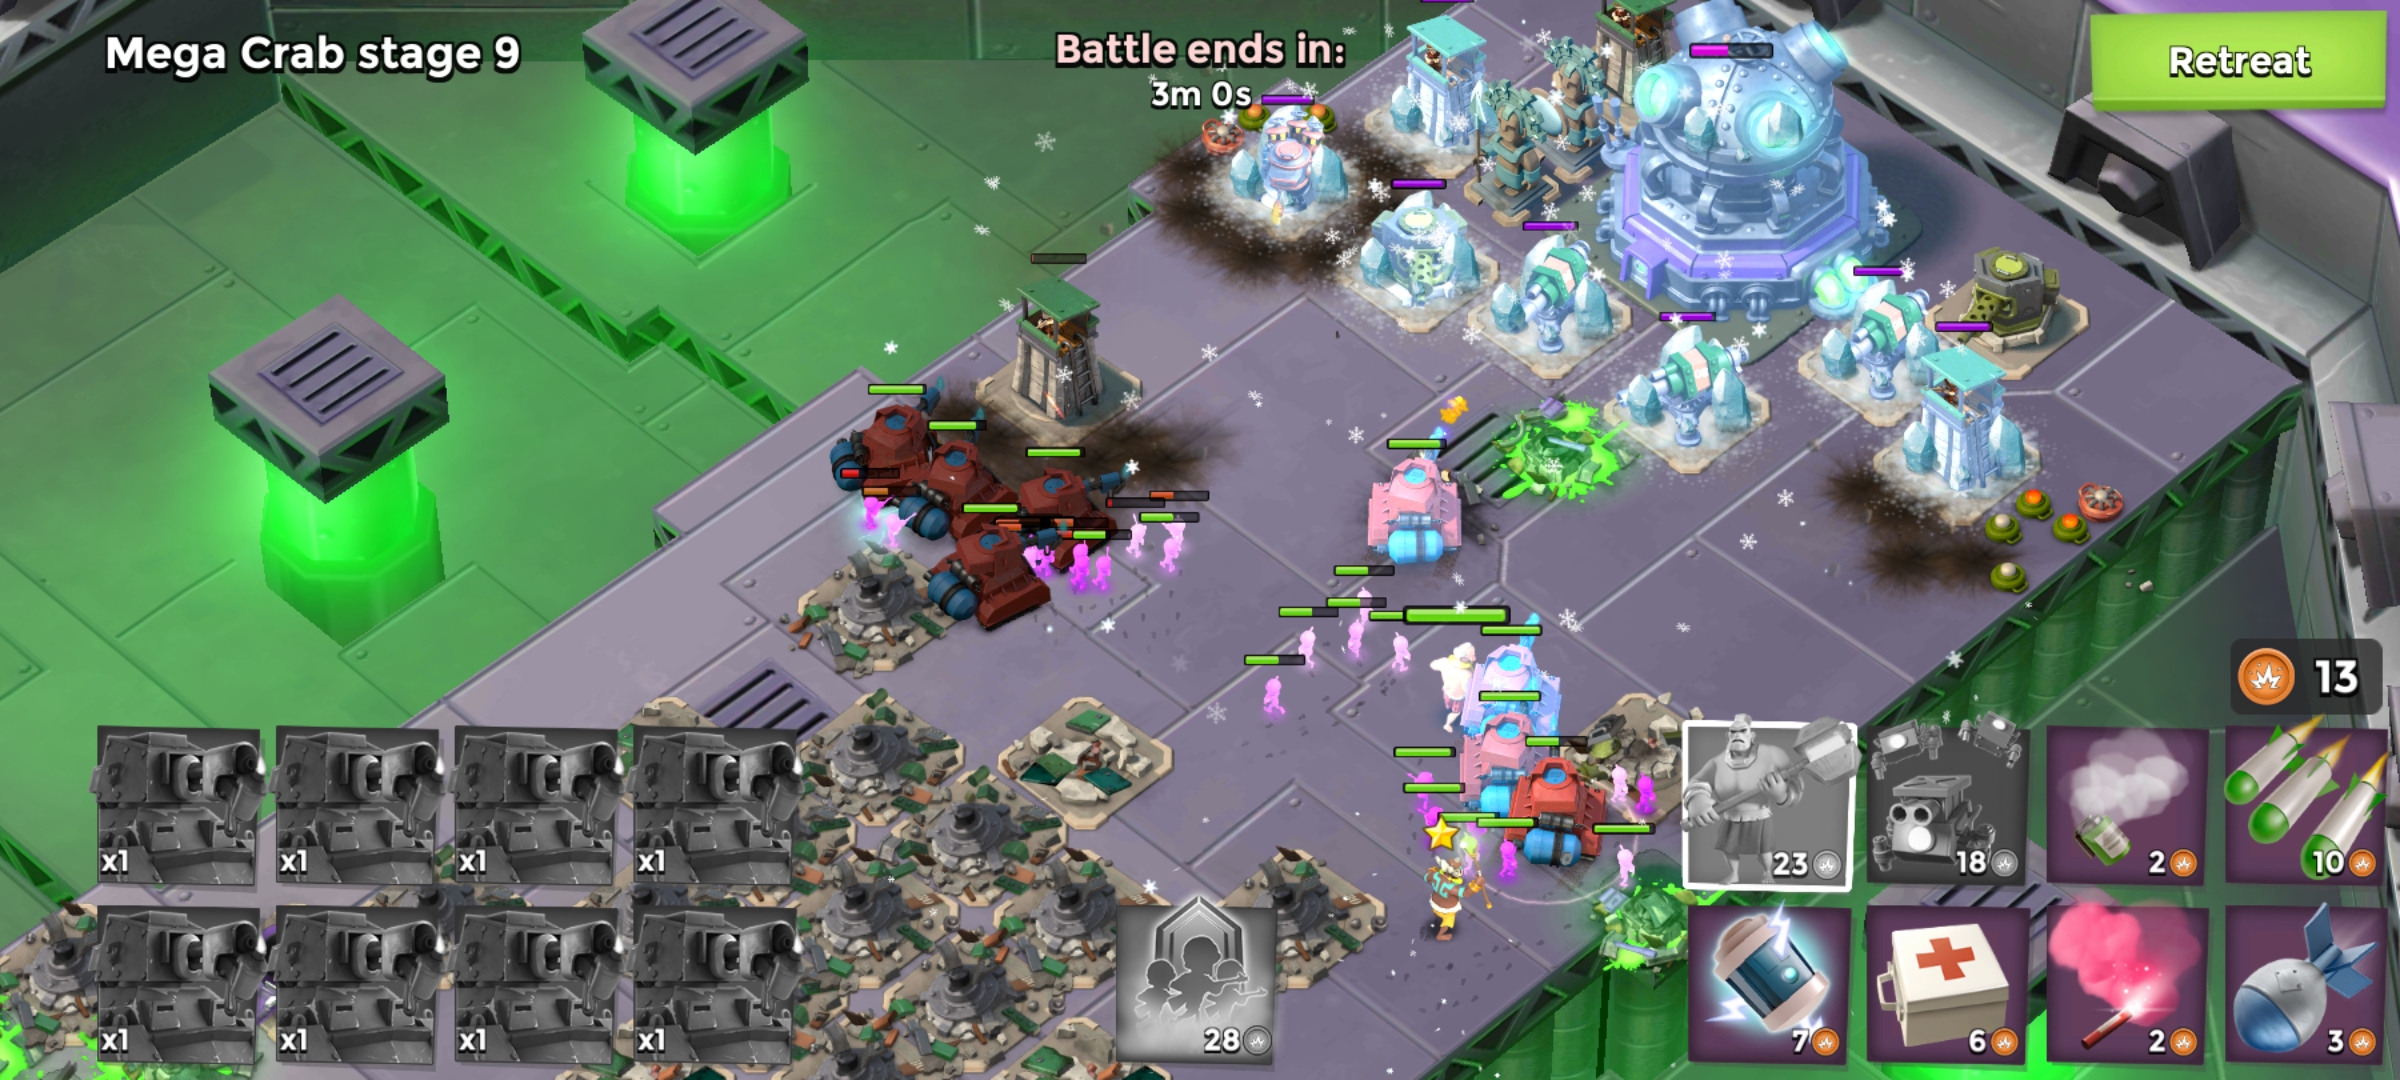 Mega Crab stage 9
Battle ends in:
3m 0s
Retreat
13
x1
x1
x1
x1
23
18
2
10
x1
x1
x1
x1
28
7
6
2
3